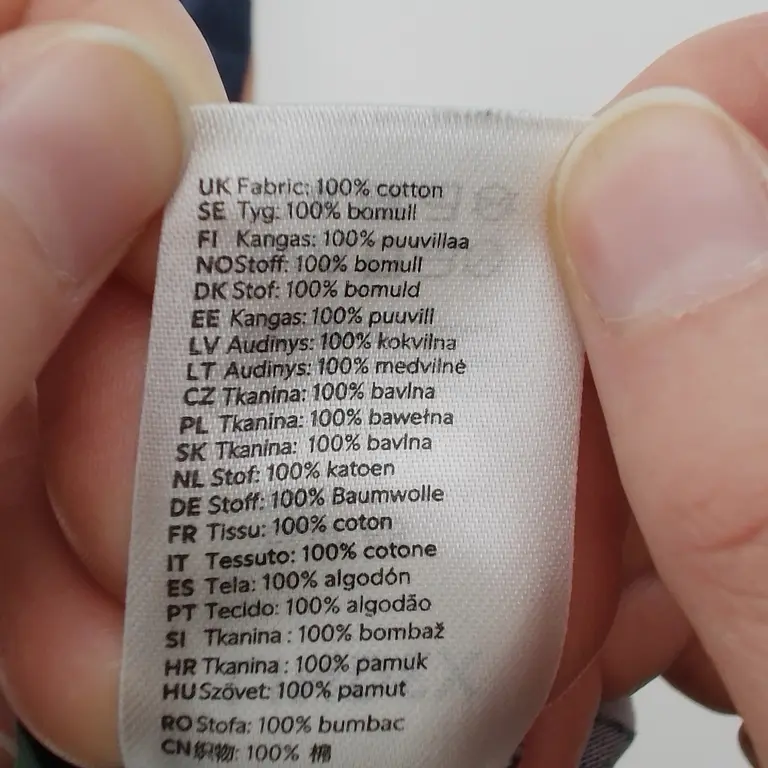 UK Fabric: 100% cotton
SE Tyg: 100% bomull
FI Kangas: 100% puuvillaa
NO Stoff: 100% bomull
DK Stof: 100% bomuld
EE Kangas: 100% puuvill
LV Audinys: 100% kokvilna
LT Audinys: 100% medvilnė
CZ Tkanina: 100% bavlna
PL Tkanina: 100% bawełna
SK Tkanina: 100% bavlna
NL Stof: 100% katoen
DE Stoff: 100% Baumwolle
FR Tissu: 100% coton
IT Tessuto: 100% cotone
ES Tela: 100% algodón
PT Tecido: 100% algodão
SI Tkanina : 100% bombaž
HR Tkanina : 100% pamuk
HU Szövet: 100% pamut
RO Stofa: 100% bumbac
CN 织物: 100% 棉